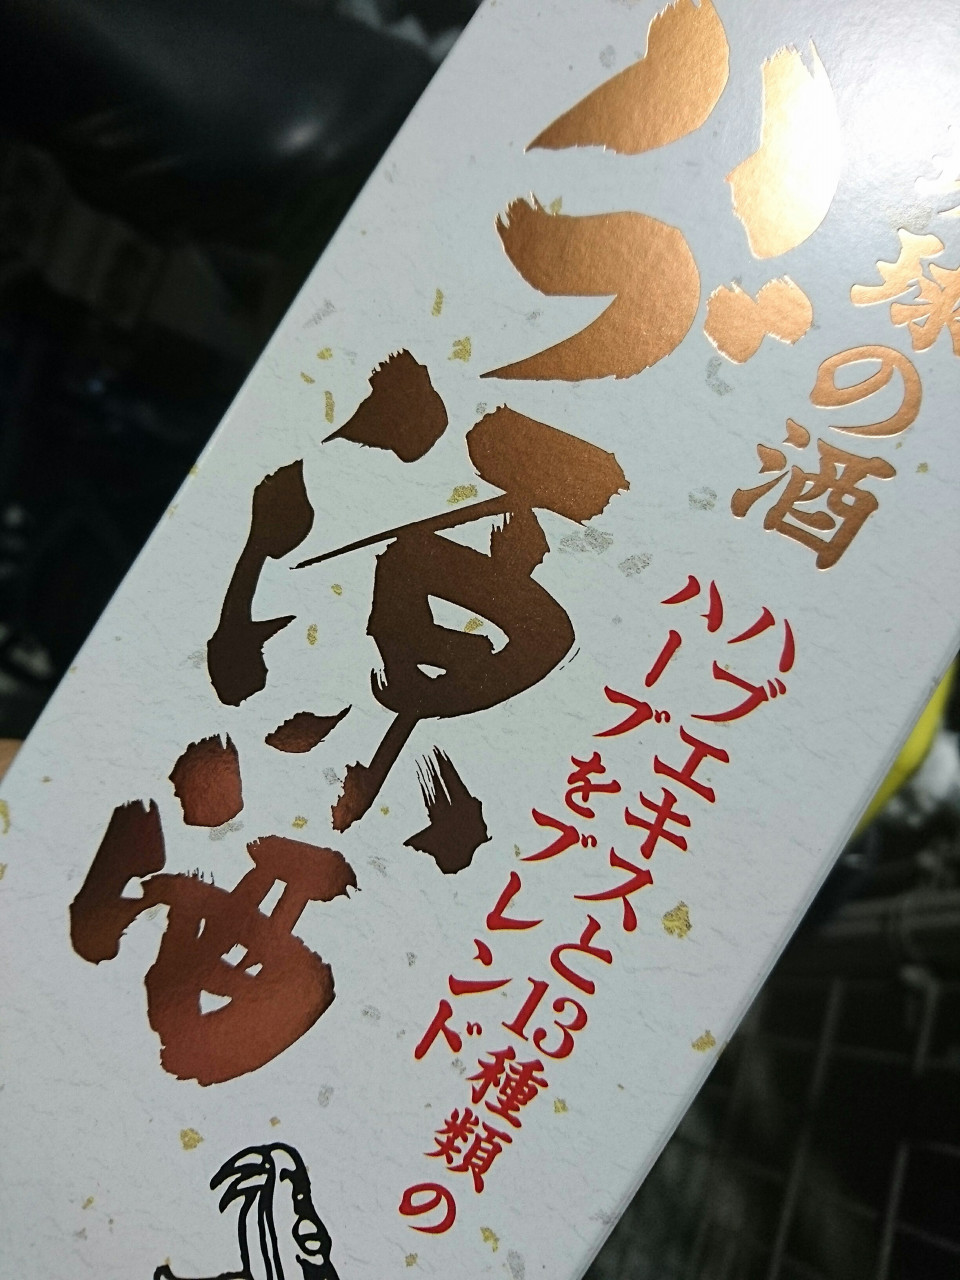 球の酒
ハブエキスと13種類の
ハーブをブレンド
ハブ源酒